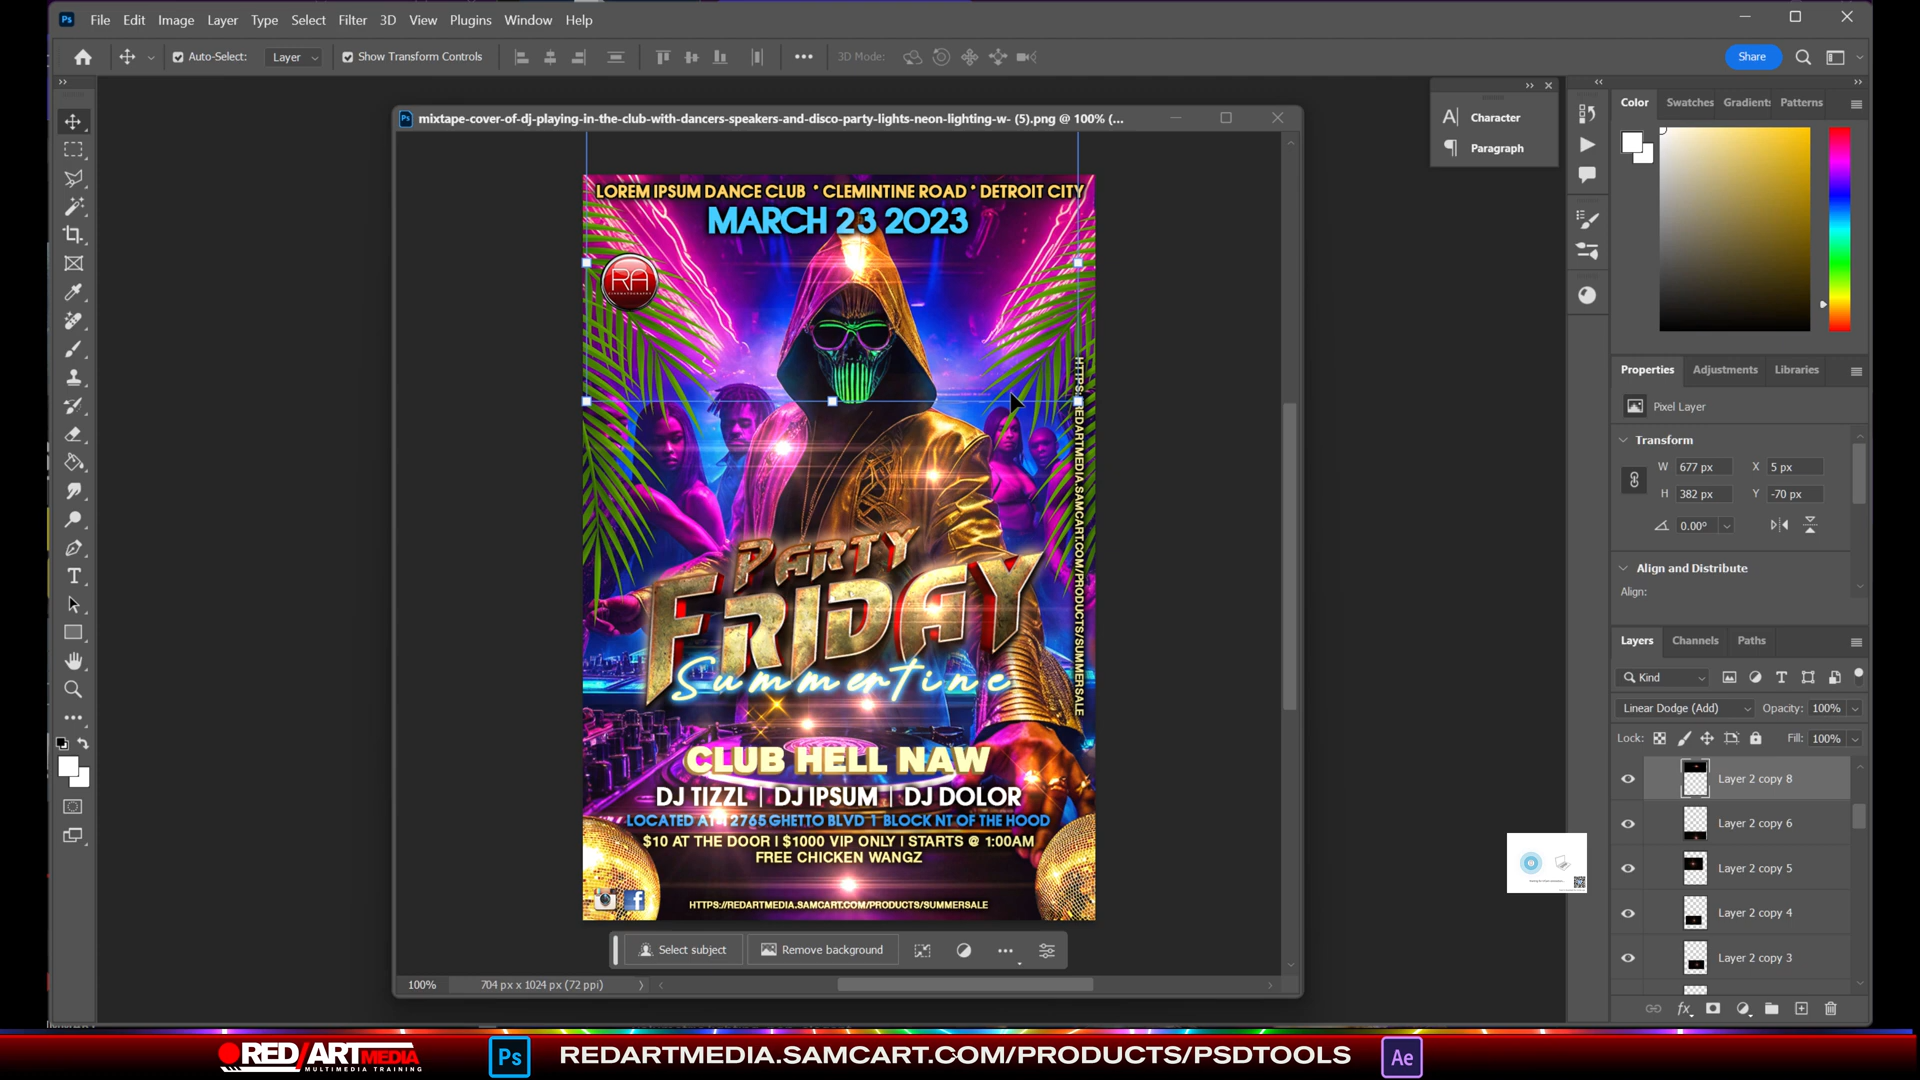 Ps File Edit Image Layer Type Select Filter 3D View Plugins Window Help
Auto-Select: Layer Show Transform Controls 3D Mode: Share
mixtape-cover-of-dj-playing-in-the-club-with-dancers-speakers-and-disco-party-lights-neon-lighting-w- (5).png @ 100% (...
Character
Paragraph
Color Swatches Gradients Patterns
LOREM IPSUM DANCE CLUB * CLEMINTINE ROAD * DETROIT CITY
MARCH 23 2023
RA
HTTPS://REDARTMEDIA.SAMCART.COM/PRODUCTS/SUMMERSALE
PARTY
FRIDAY
Summertine
CLUB HELL NAW
DJ TIZZL | DJ IPSUM | DJ DOLOR
LOCATED AT 12765 GHETTO BLVD 1 BLOCK NT OF THE HOOD
$10 AT THE DOOR | $1000 VIP ONLY | STARTS @ 1:00AM
FREE CHICKEN WANGZ
HTTPS://REDARTMEDIA.SAMCART.COM/PRODUCTS/SUMMERSALE
Select subject Remove background
100% 704 px x 1024 px (72 ppi)
Properties Adjustments Libraries
Pixel Layer
Transform
W 677 px X 5 px
H 382 px Y -70 px
0.00°
Align and Distribute
Align:
Layers Channels Paths
Kind
Linear Dodge (Add) Opacity: 100%
Lock: Fill: 100%
Layer 2 copy 8
Layer 2 copy 6
Layer 2 copy 5
Layer 2 copy 4
Layer 2 copy 3
RED/ART MEDIA
MULTIMEDIA TRAINING
Ps
REDARTMEDIA.SAMCART.COM/PRODUCTS/PSDTOOLS
Ae